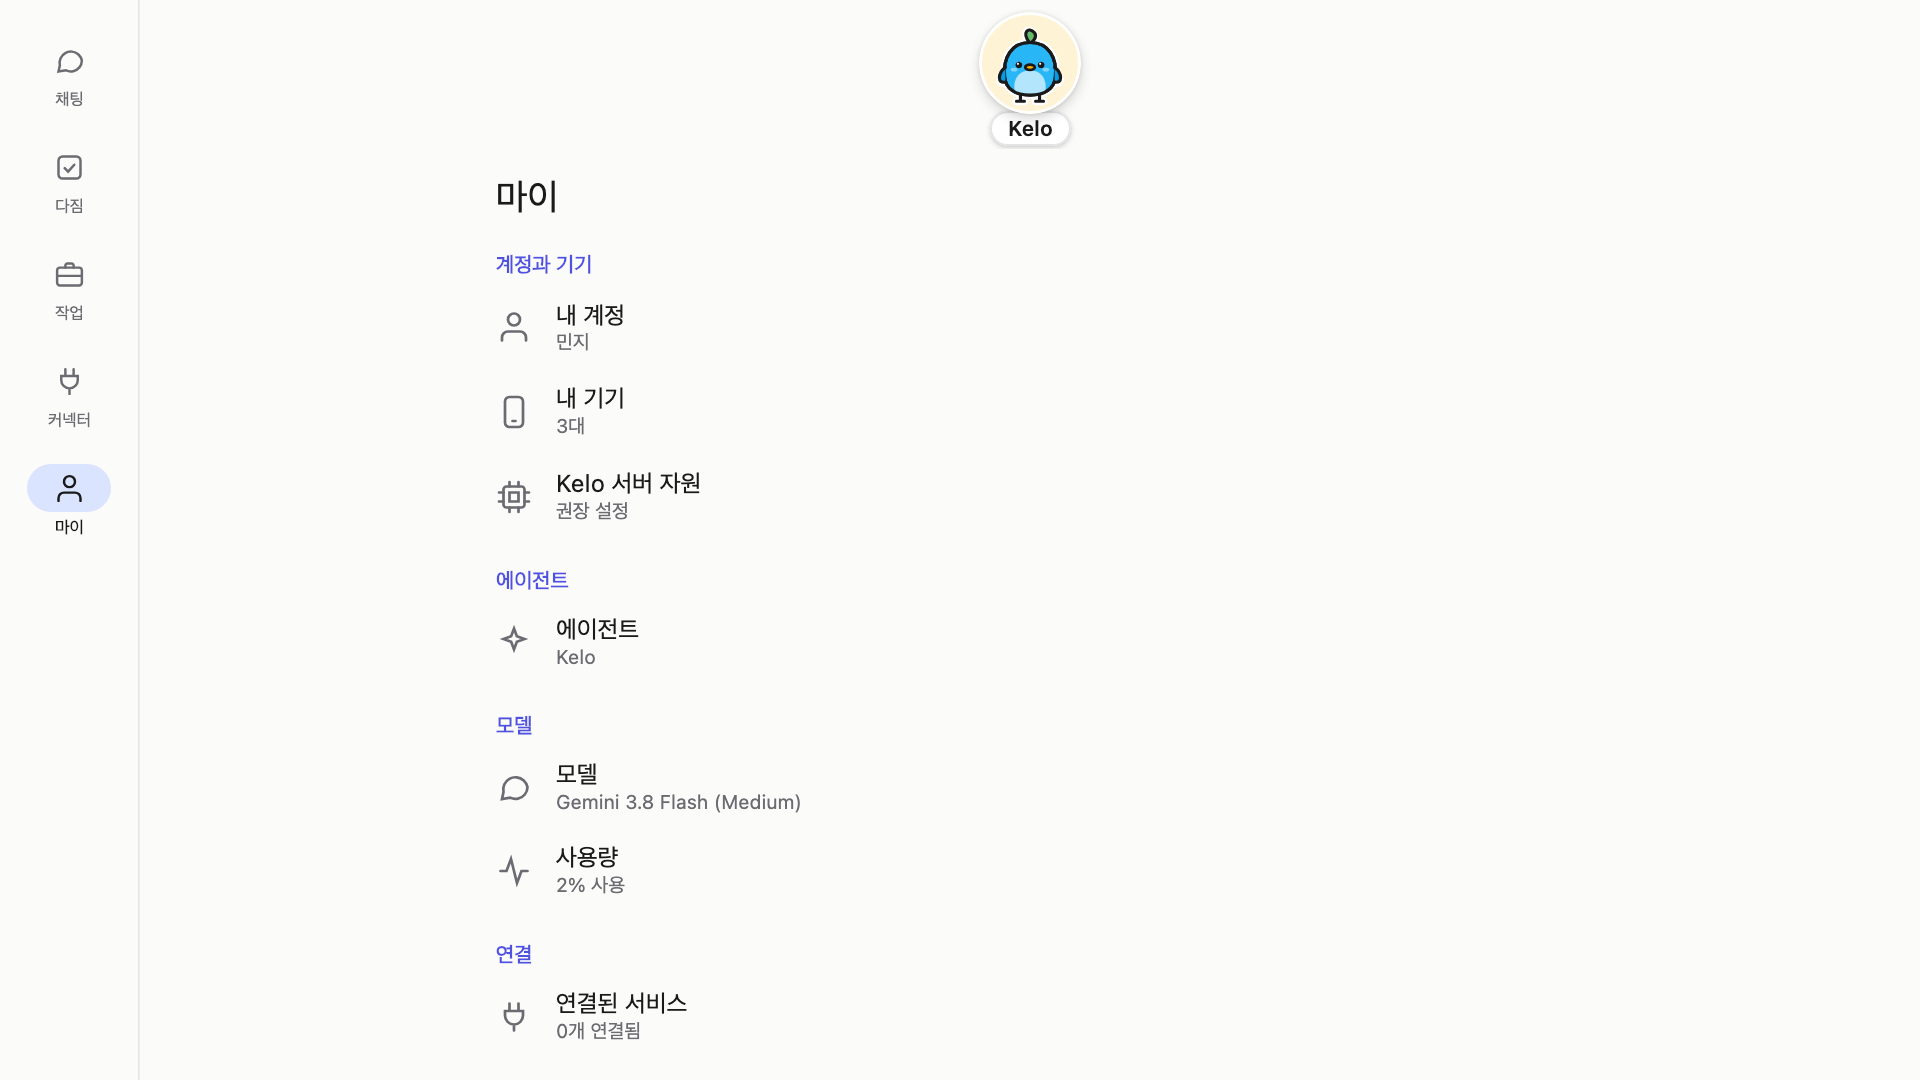 채팅
다짐
작업
커넥터
마이
Kelo
마이
계정과 기기
내 계정
민지
내 기기
3대
Kelo 서버 자원
권장 설정
에이전트
에이전트
Kelo
모델
모델
Gemini 3.8 Flash (Medium)
사용량
2% 사용
연결
연결된 서비스
0개 연결됨